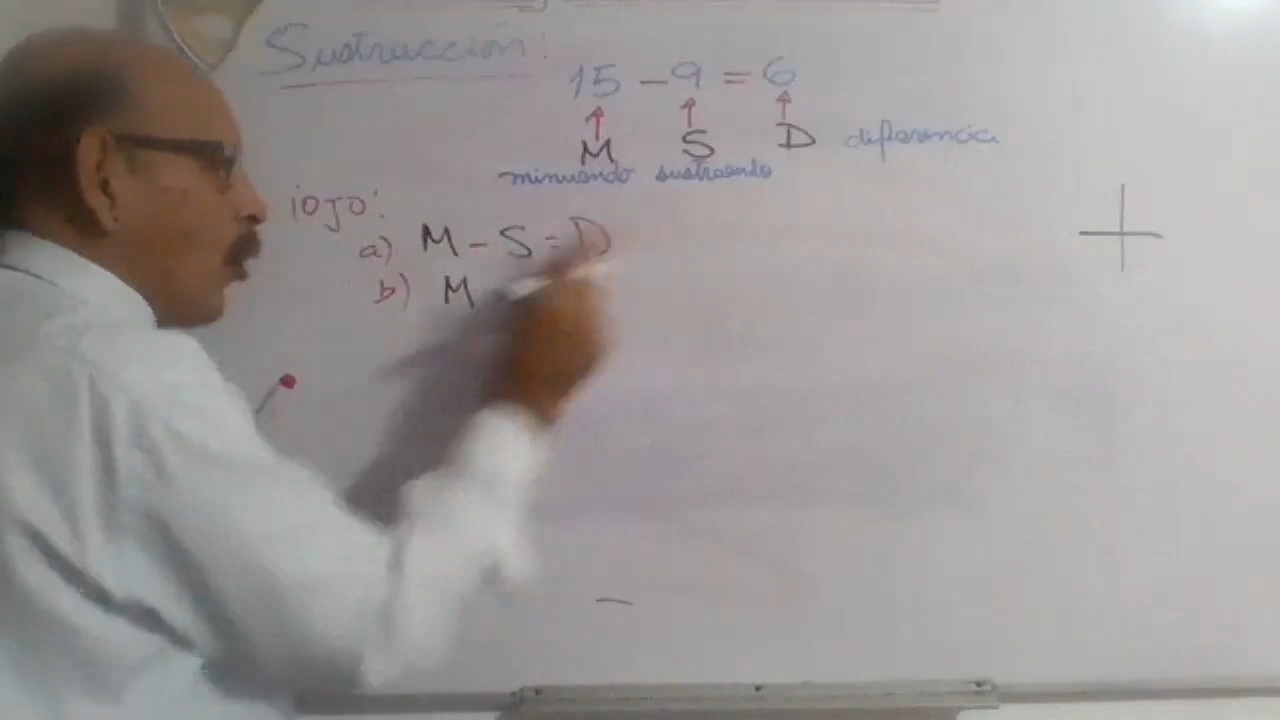 Sustracción:
15 - 9 = 6
M S D diferencia
minuendo sustraendo
¡OJO!:
a) M - S = D
b) M